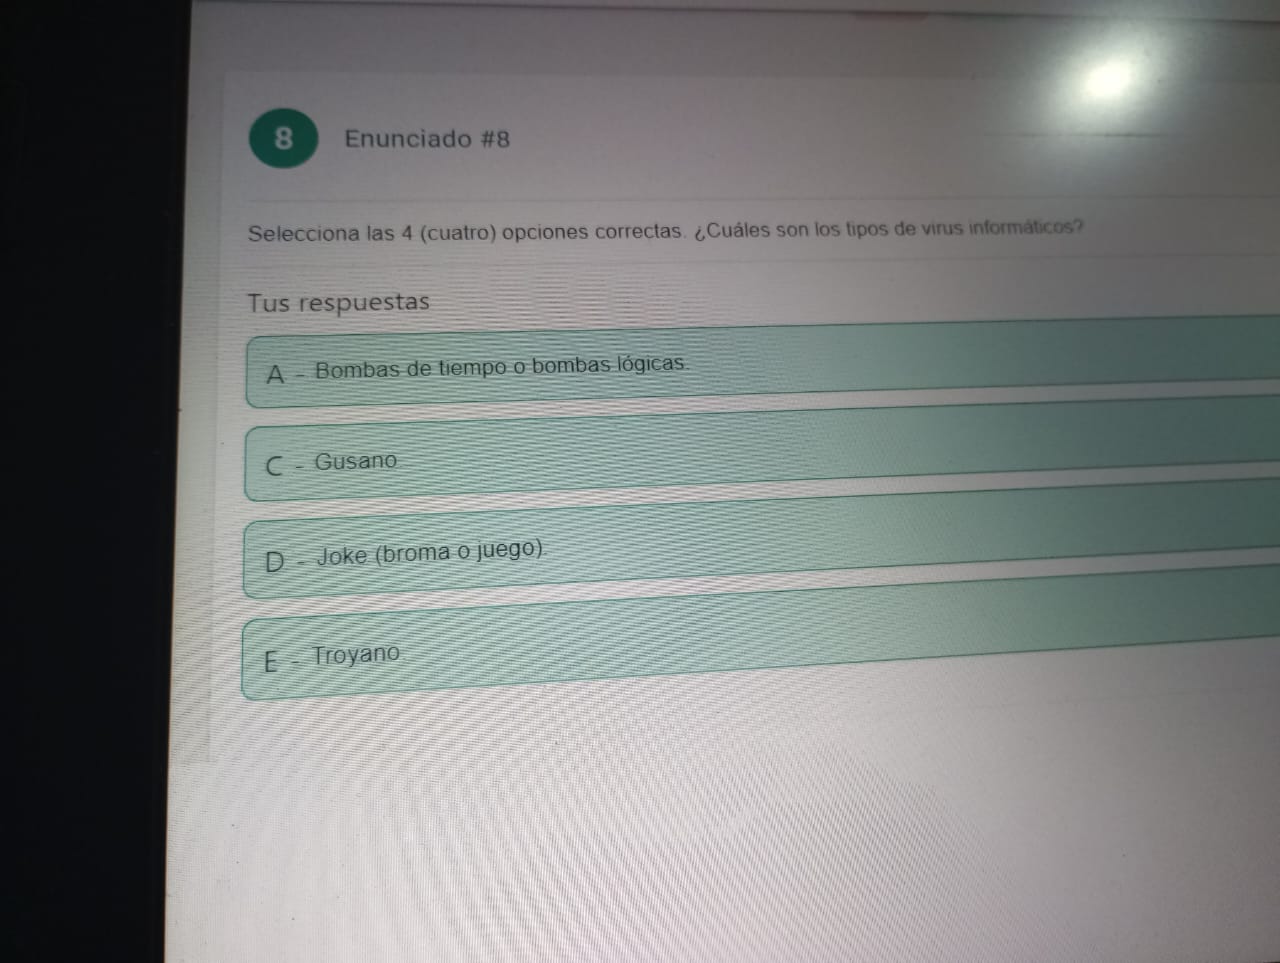 8 Enunciado #8
Selecciona las 4 (cuatro) opciones correctas. ¿Cuáles son los tipos de virus informáticos?
Tus respuestas
A - Bombas de tiempo o bombas lógicas.
C - Gusano
D - Joke (broma o juego).
E - Troyano